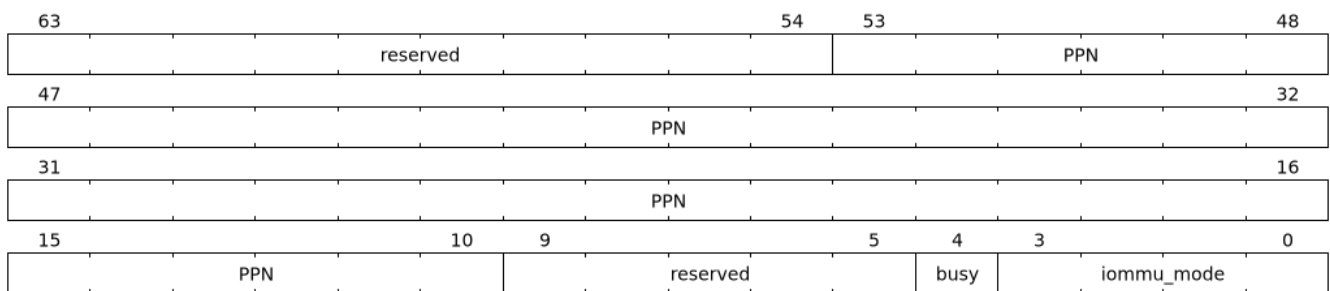 63 54 53 48
reserved PPN
47 32
PPN
31 16
PPN
15 10 9 5 4 3 0
PPN reserved busy iommu_mode